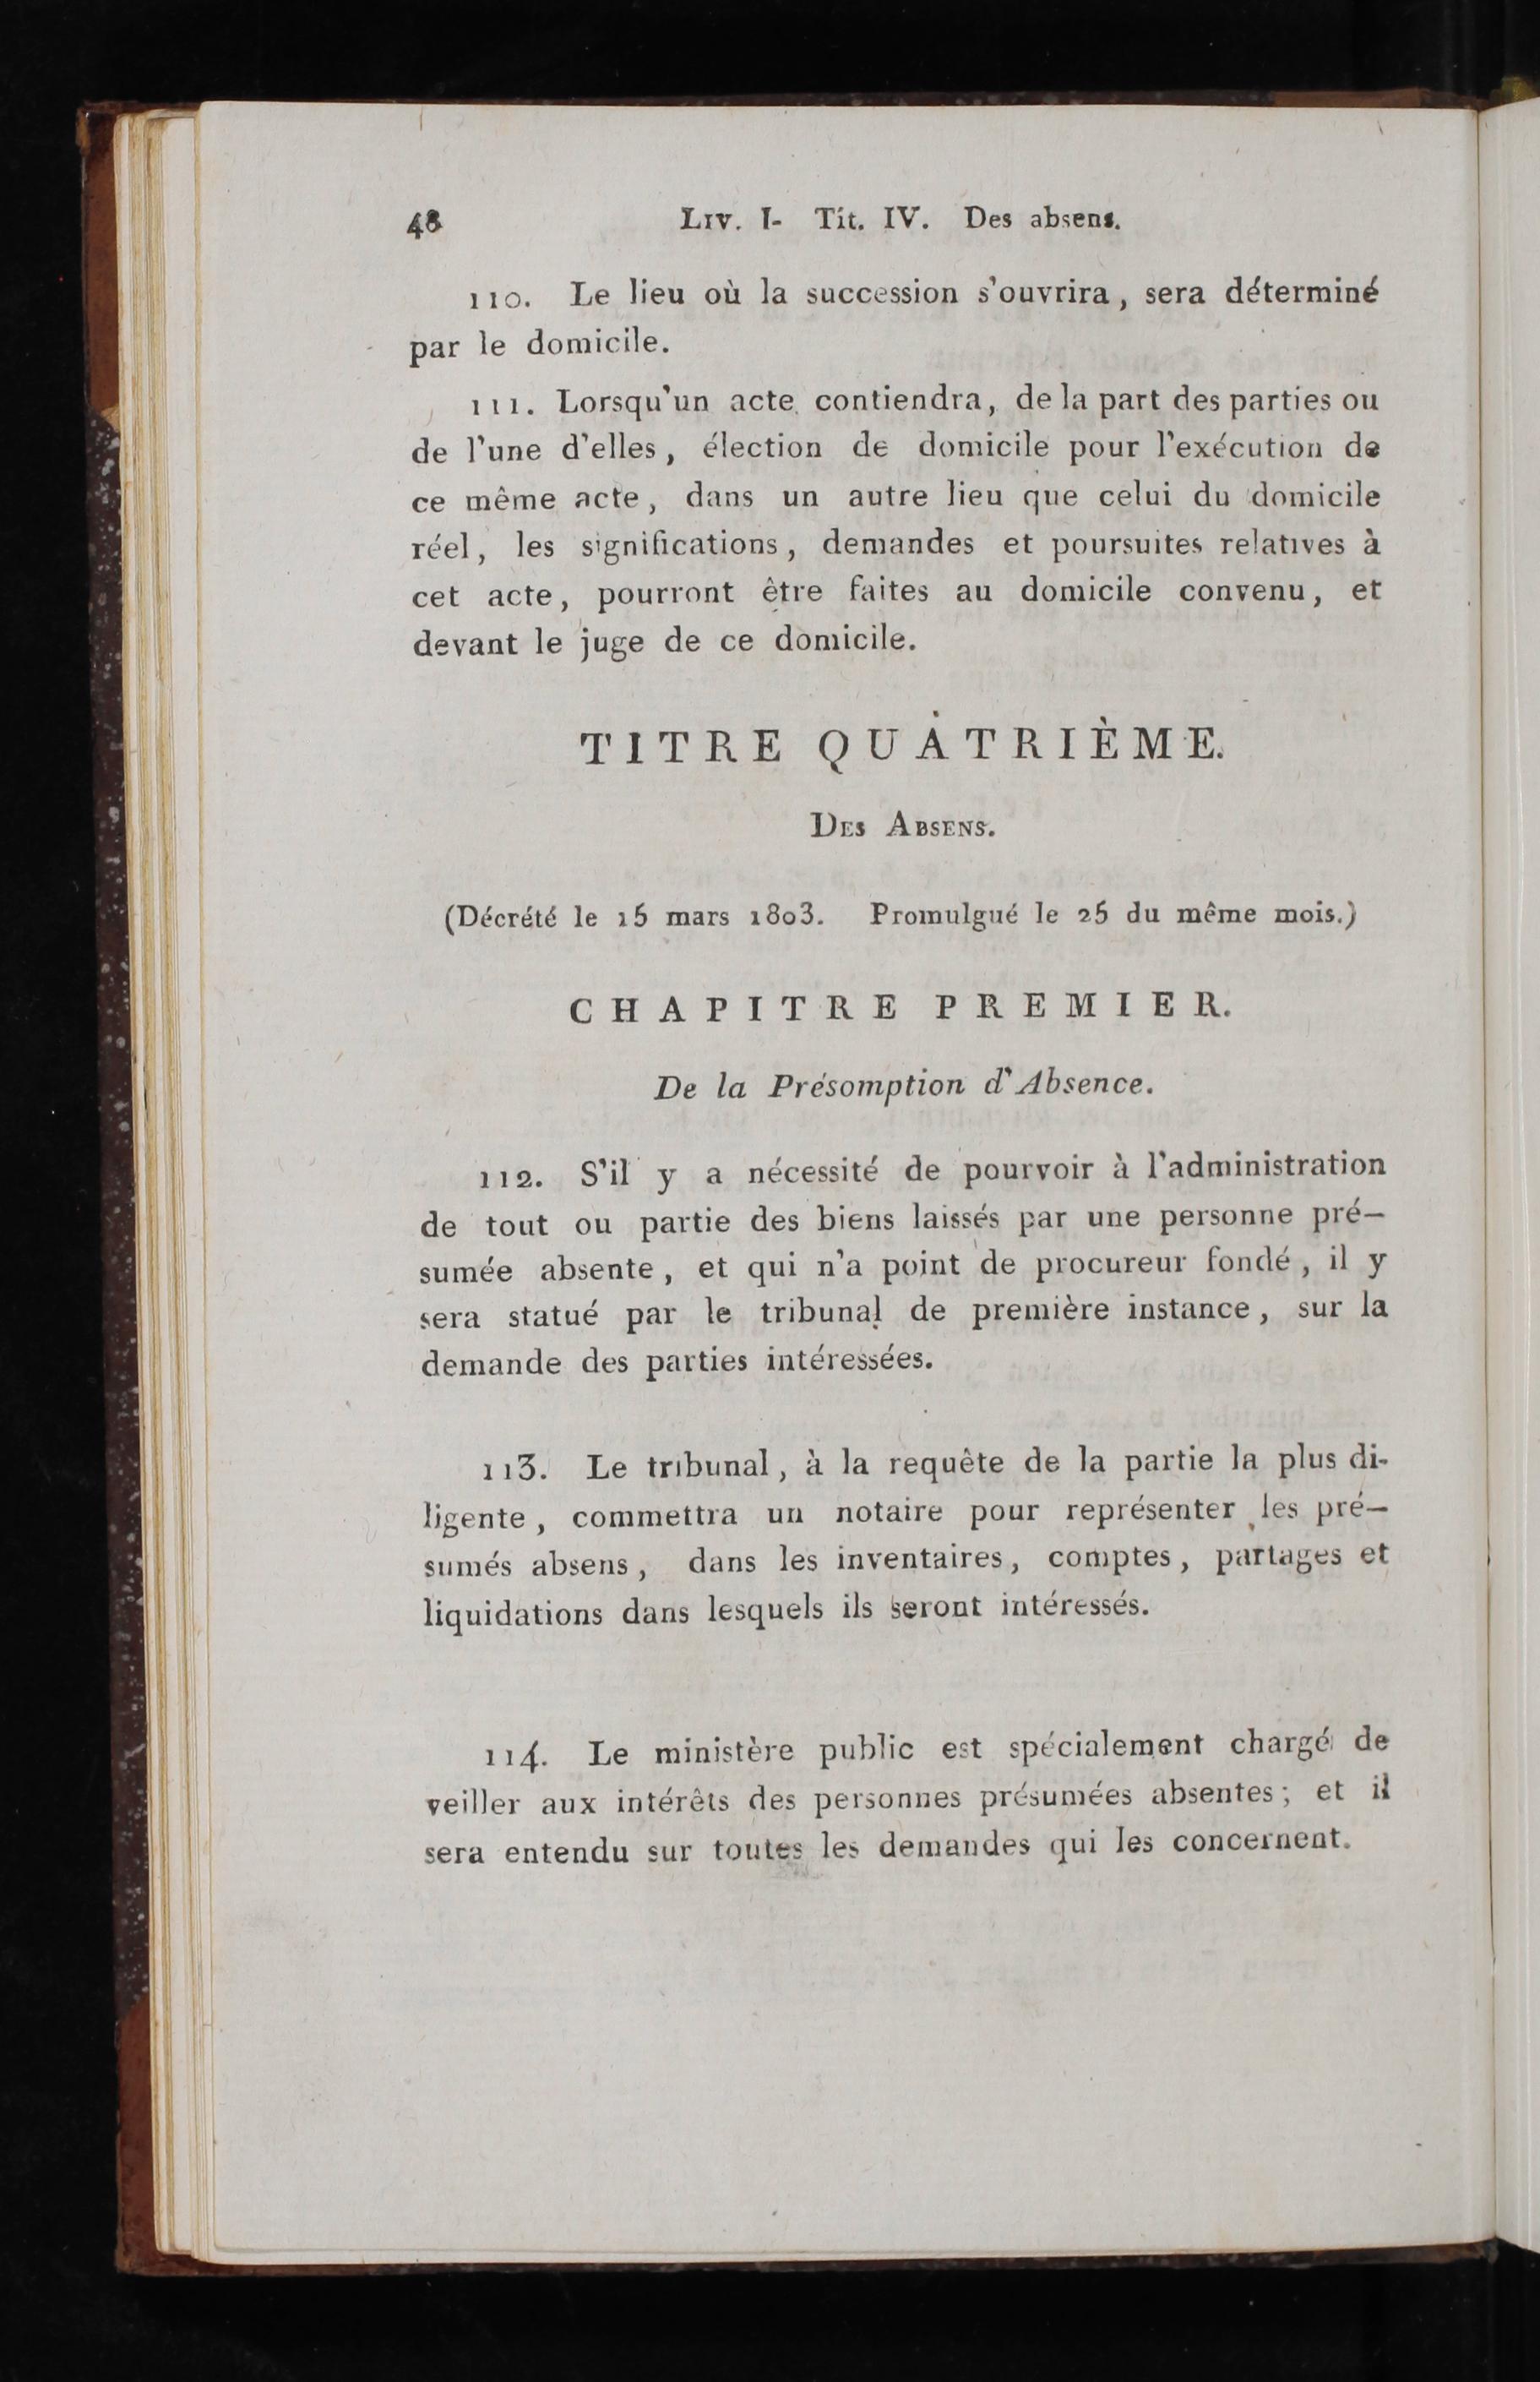 48 Liv. I- Tit. IV. Des absens.
110. Le lieu où la succession s'ouvrira, sera déterminé
par le domicile.
111. Lorsqu'un acte contiendra, de la part des parties ou
de l'une d'elles, élection de domicile pour l'exécution de
ce même acte, dans un autre lieu que celui du domicile
réel, les significations, demandes et poursuites relatives à
cet acte, pourront être faites au domicile convenu, et
devant le juge de ce domicile.
TITRE QUATRIÈME.
Des Absens.
(Décrété le 15 mars 1803. Promulgué le 25 du même mois.)
CHAPITRE PREMIER.
De la Présomption d'Absence.
112. S'il y a nécessité de pourvoir à l'administration
de tout ou partie des biens laissés par une personne pré-
sumée absente, et qui n'a point de procureur fondé, il y
sera statué par le tribunal de première instance, sur la
demande des parties intéressées.
113. Le tribunal, à la requête de la partie la plus di-
ligente, commettra un notaire pour représenter les pré-
sumés absens, dans les inventaires, comptes, partages et
liquidations dans lesquels ils seront intéressés.
114. Le ministère public est spécialement chargé de
veiller aux intérêts des personnes présumées absentes; et il
sera entendu sur toutes les demandes qui les concernent.